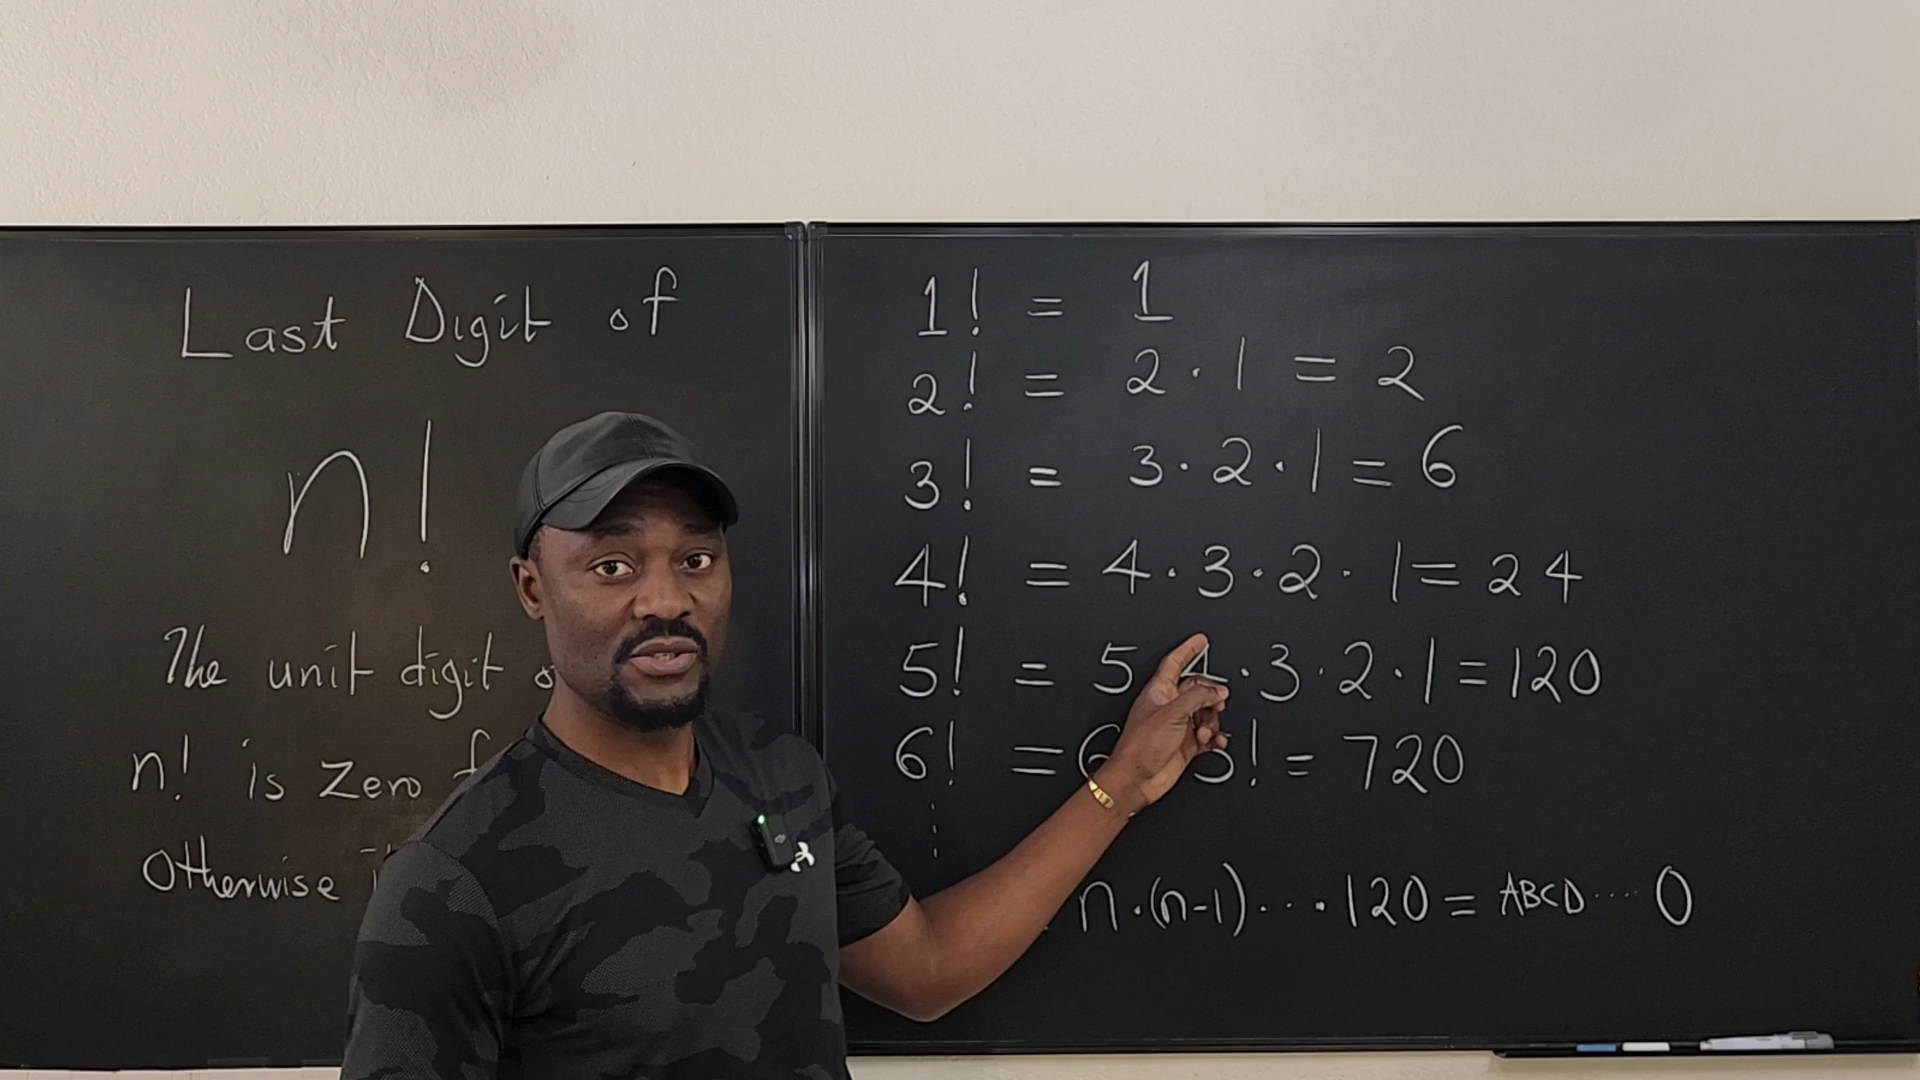 Last Digit of
n!
The unit digit
n! is Zero
Otherwise
1! = 1
2! = 2 · 1 = 2
3! = 3 · 2 · 1 = 6
4! = 4 · 3 · 2 · 1 = 24
5! = 5 4 · 3 · 2 · 1 = 120
6! = 6 5! = 720
n · (n-1) · · · · 120 = ABCD ···· 0